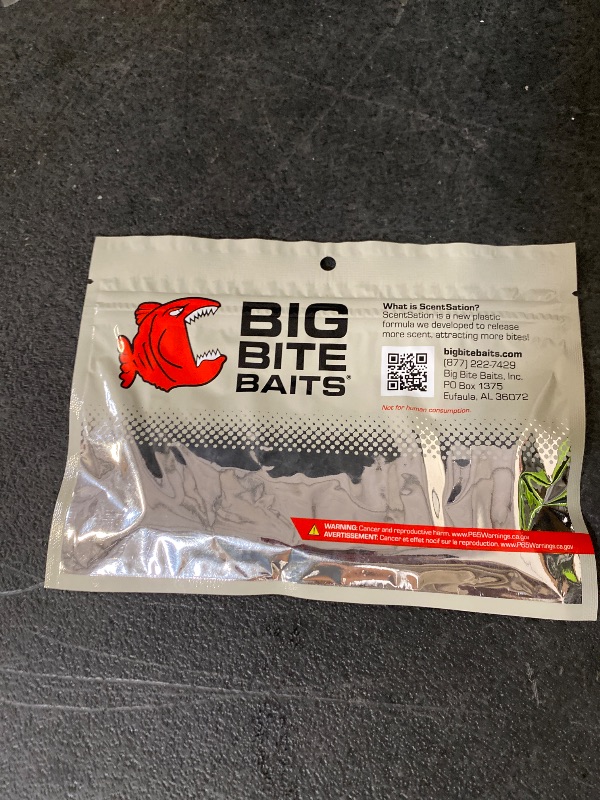 BIG
BITE
BAITS®
What is ScentSation?
ScentSation is a new plastic
formula we developed to release
more scent, attracting more bites!
bigbitebaits.com
(877) 222-7429
Big Bite Baits, Inc.
PO Box 1375
Eufaula, AL 36072
Not for human consumption.
WARNING: Cancer and reproductive harm. www.P65Warnings.ca.gov
AVERTISSEMENT: Cancer et effet nocif sur la reproduction. www.P65Warnings.ca.gov